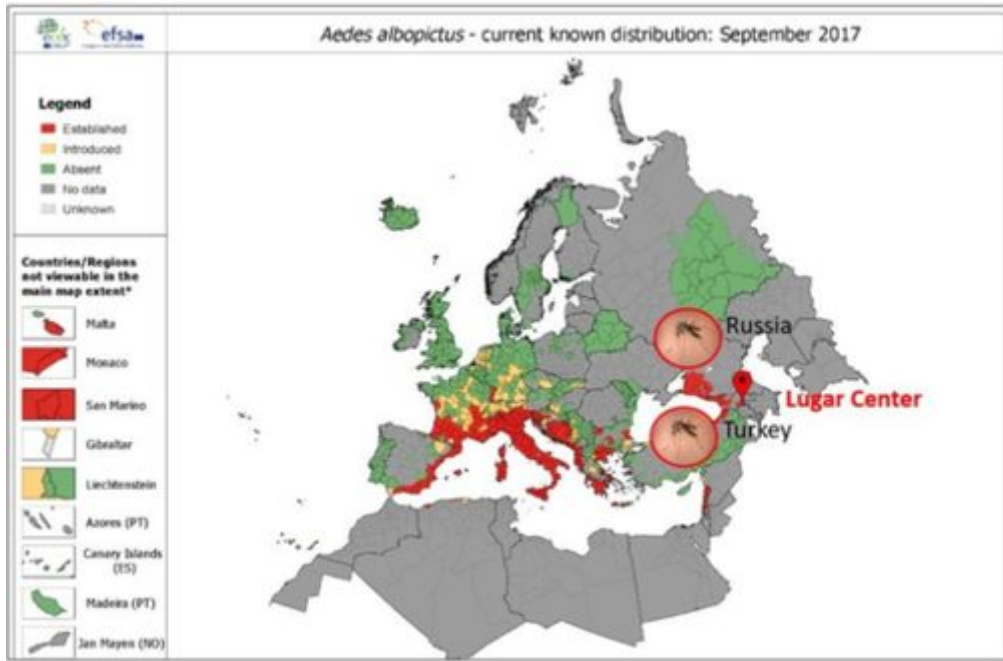 efsa
Aedes albopictus - current known distribution: September 2017
Legend
Established
Introduced
Absent
No data
Unknown
Countries/Regions
not viewable in the
main map extent*
Malta
Monaco
San Marino
Gibraltar
Liechtenstein
Azores (PT)
Canary Islands
(ES)
Madeira (PT)
Jan Mayen (NO)
Russia
Lugar Center
Turkey